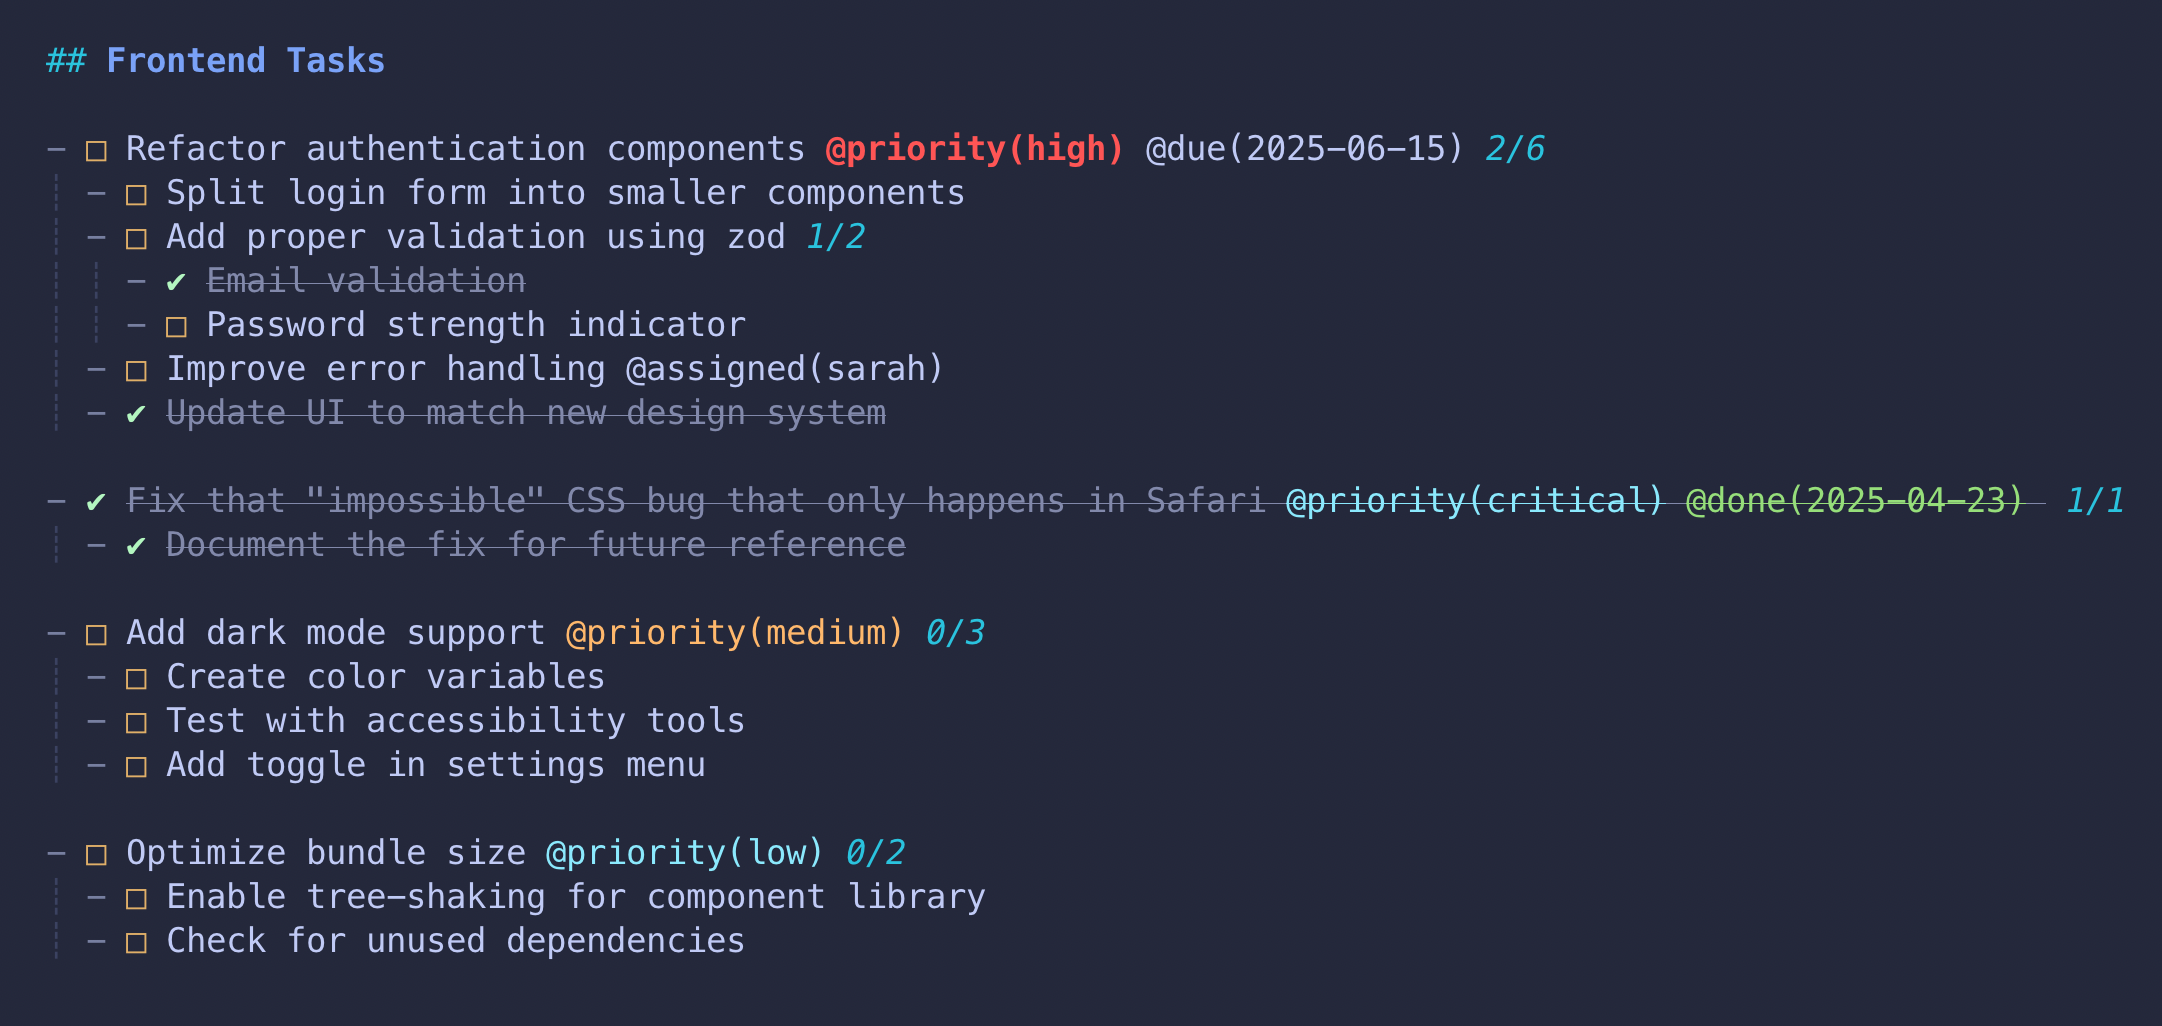 ## Frontend Tasks
- □ Refactor authentication components @priority(high) @due(2025-06-15) 2/6
- □ Split login form into smaller components
- □ Add proper validation using zod 1/2
- ✔ Email validation
- □ Password strength indicator
- □ Improve error handling @assigned(sarah)
- ✔ Update UI to match new design system
- ✔ Fix that "impossible" CSS bug that only happens in Safari @priority(critical) @done(2025-04-23) 1/1
- ✔ Document the fix for future reference
- □ Add dark mode support @priority(medium) 0/3
- □ Create color variables
- □ Test with accessibility tools
- □ Add toggle in settings menu
- □ Optimize bundle size @priority(low) 0/2
- □ Enable tree-shaking for component library
- □ Check for unused dependencies